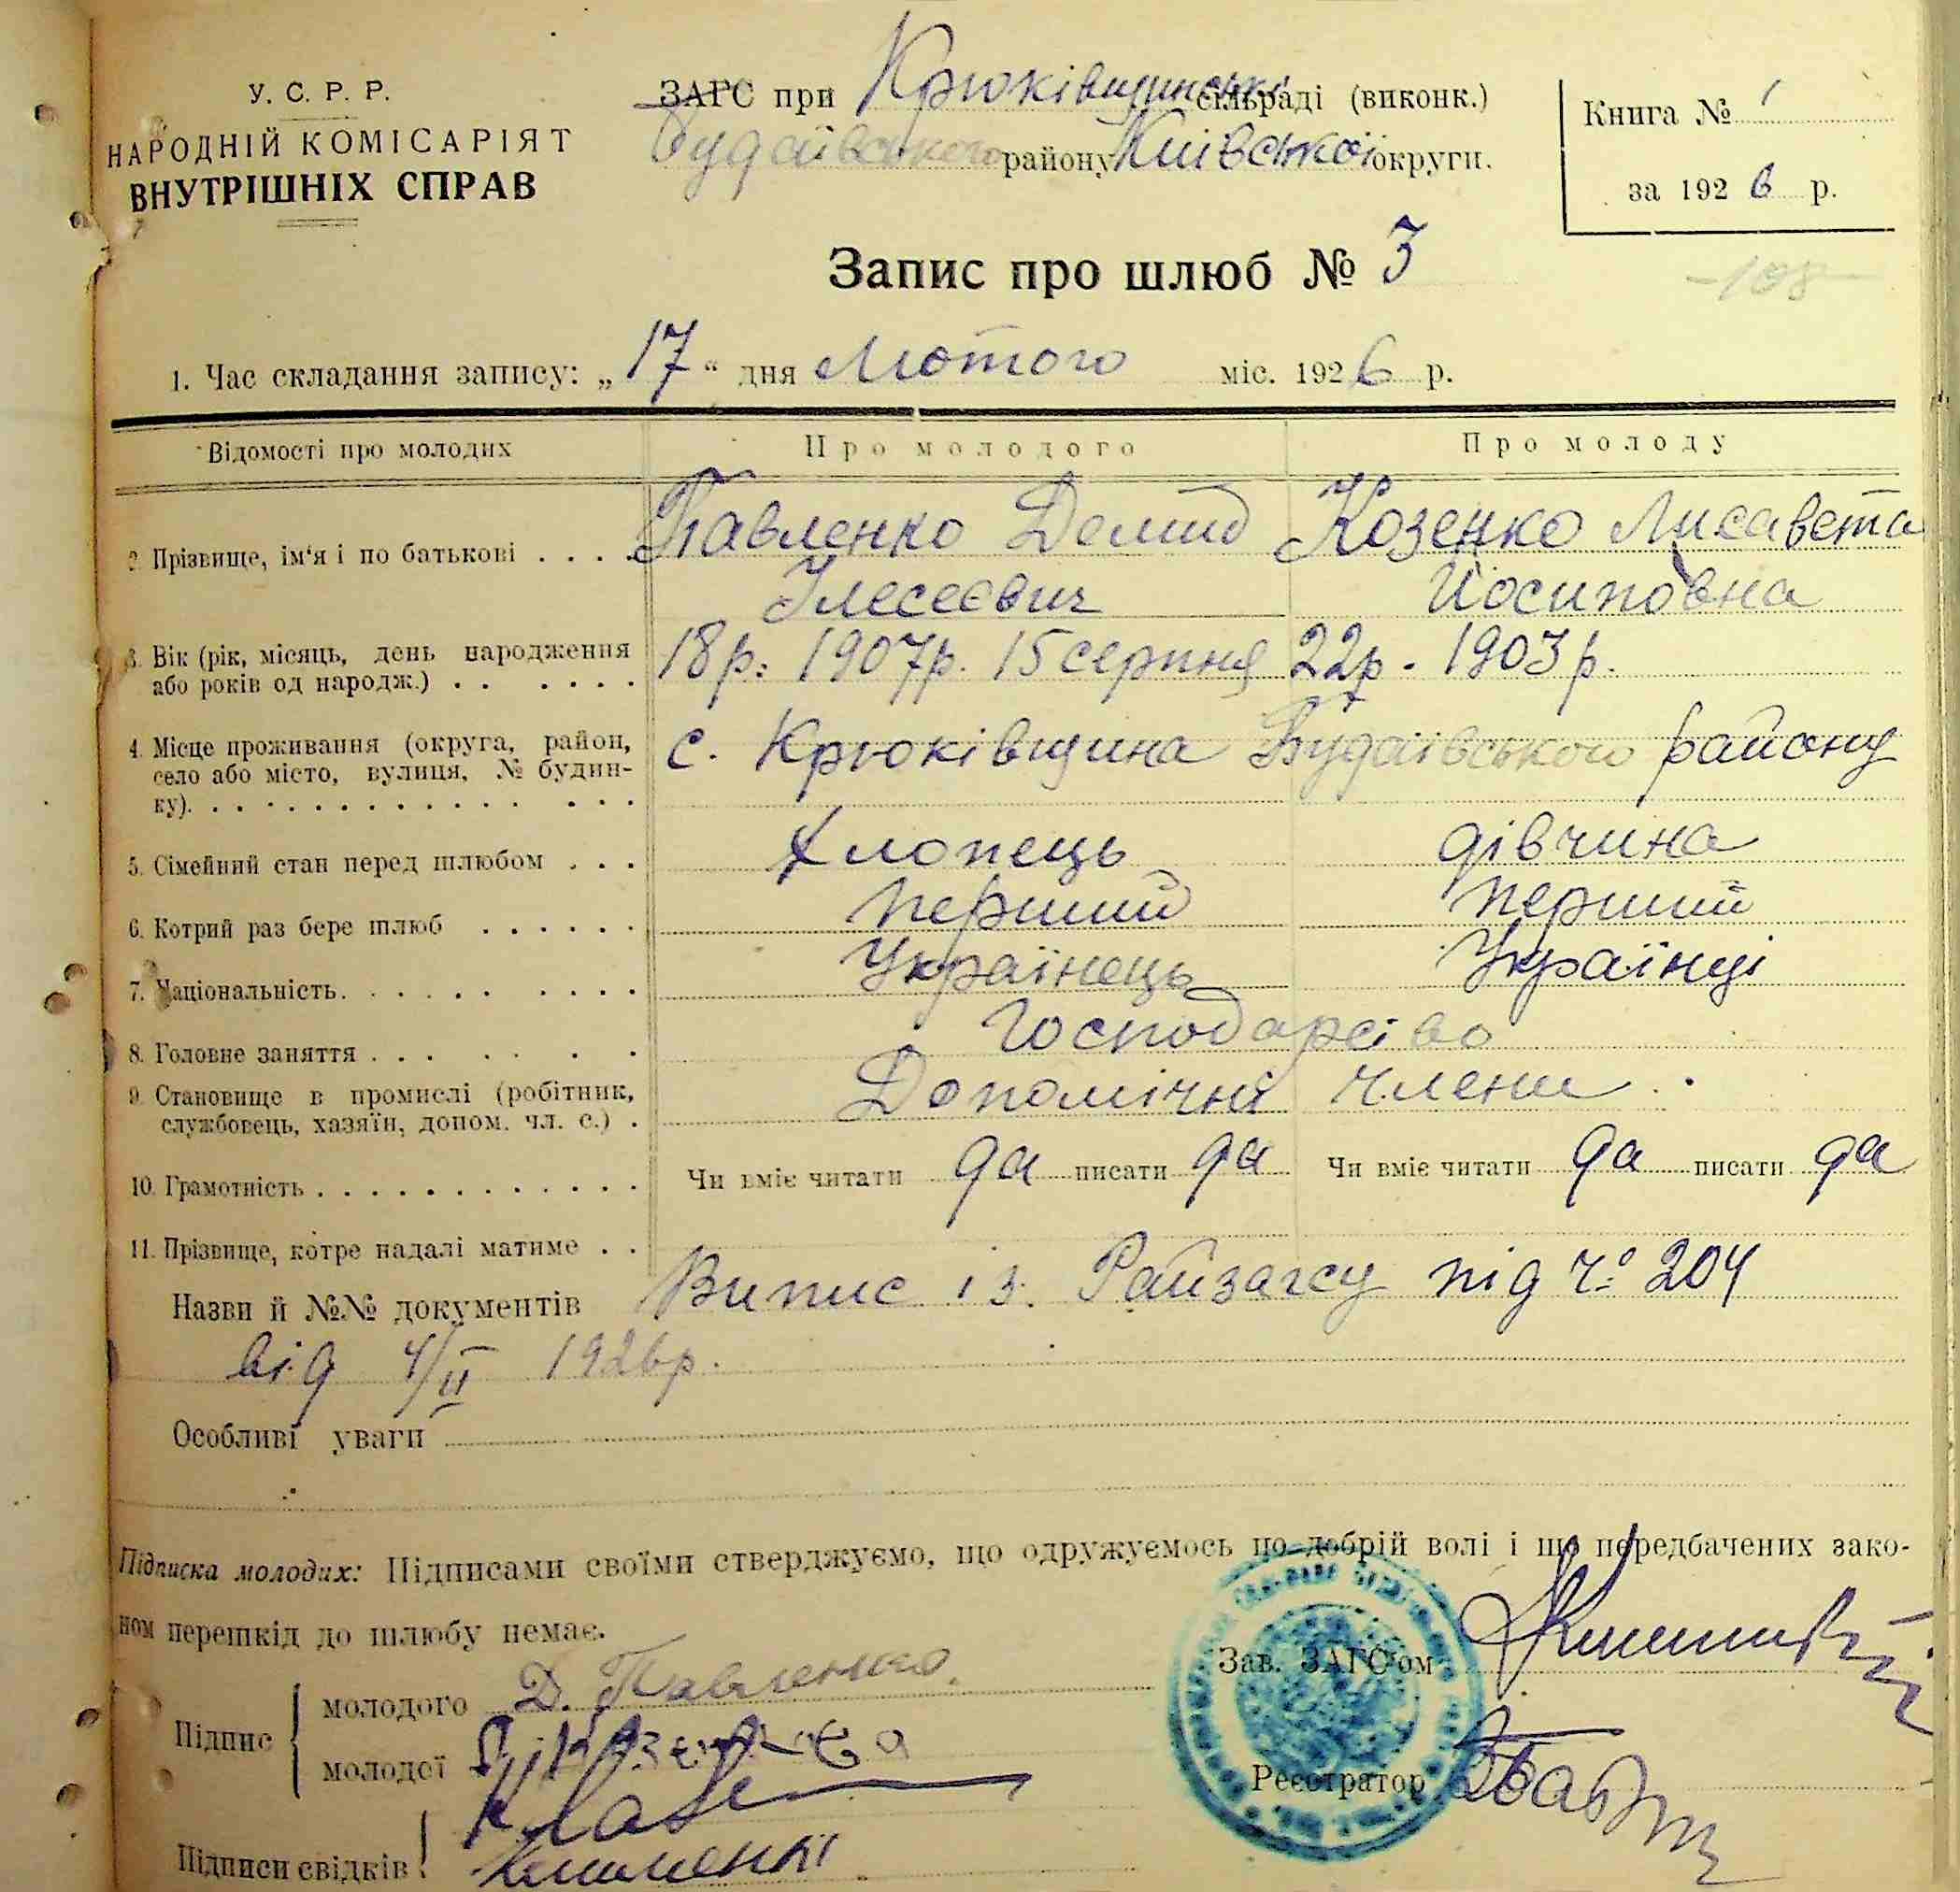 У. С. Р. Р.
НАРОДНІЙ КОМІСАРІЯТ
ВНУТРІШНІХ СПРАВ
ЗАГС при Крюківщинські сільраді (виконк.)
Будаївського району Київської округи.
Книга № 1
за 1926 р.
Запис про шлюб № 3
-108-
1. Час складання запису: „17“ дня Лютого міс. 1926 р.
Відомості про молодих Про молодого Про молоду
2. Прізвище, ім'я і по батькові . . . . Павленко Демид Козенко Лисавета
Йосиповна
3. Вік (рік, місяць, день народження 18р. 1907р. 15 серпня 22р. 1903р.
або років од народж.) . . . . . .
4. Місце проживання (округа, район, с. Крюківщина Будаївського району
село або місто, вулиця, № будин-
ку). . . . . . . . . . . . . . .
5. Сімейний стан перед шлюбом . . . Хлопець дівчина
6. Котрий раз бере шлюб . . . . . . перший перший
7. Національність. . . . . . . . . . Українець Українці
8. Головне заняття . . . . . . . Господарство
9. Становище в промислі (робітник, Допомічні члени.
службовець, хазяїн, допом. чл. с.) .
10. Грамотність . . . . . . . . . . . . Чи вміє читати да писати да Чи вміє читати да писати да
11. Прізвище, котре надалі матиме . .
Назви й №№ документів Випис із. Райзагсу під ч. 204
від 4/II 1926р.
Особливі уваги
Підписка молодих: Підписами своїми стверджуємо, що одружуємось по добрій волі і що передбачених зако-
ном перешкід до шлюбу немає.
Зав. ЗАГС'ом
Підпис
молодого Д. Павленко.
молодої
Реєстратор
Підписи свідків